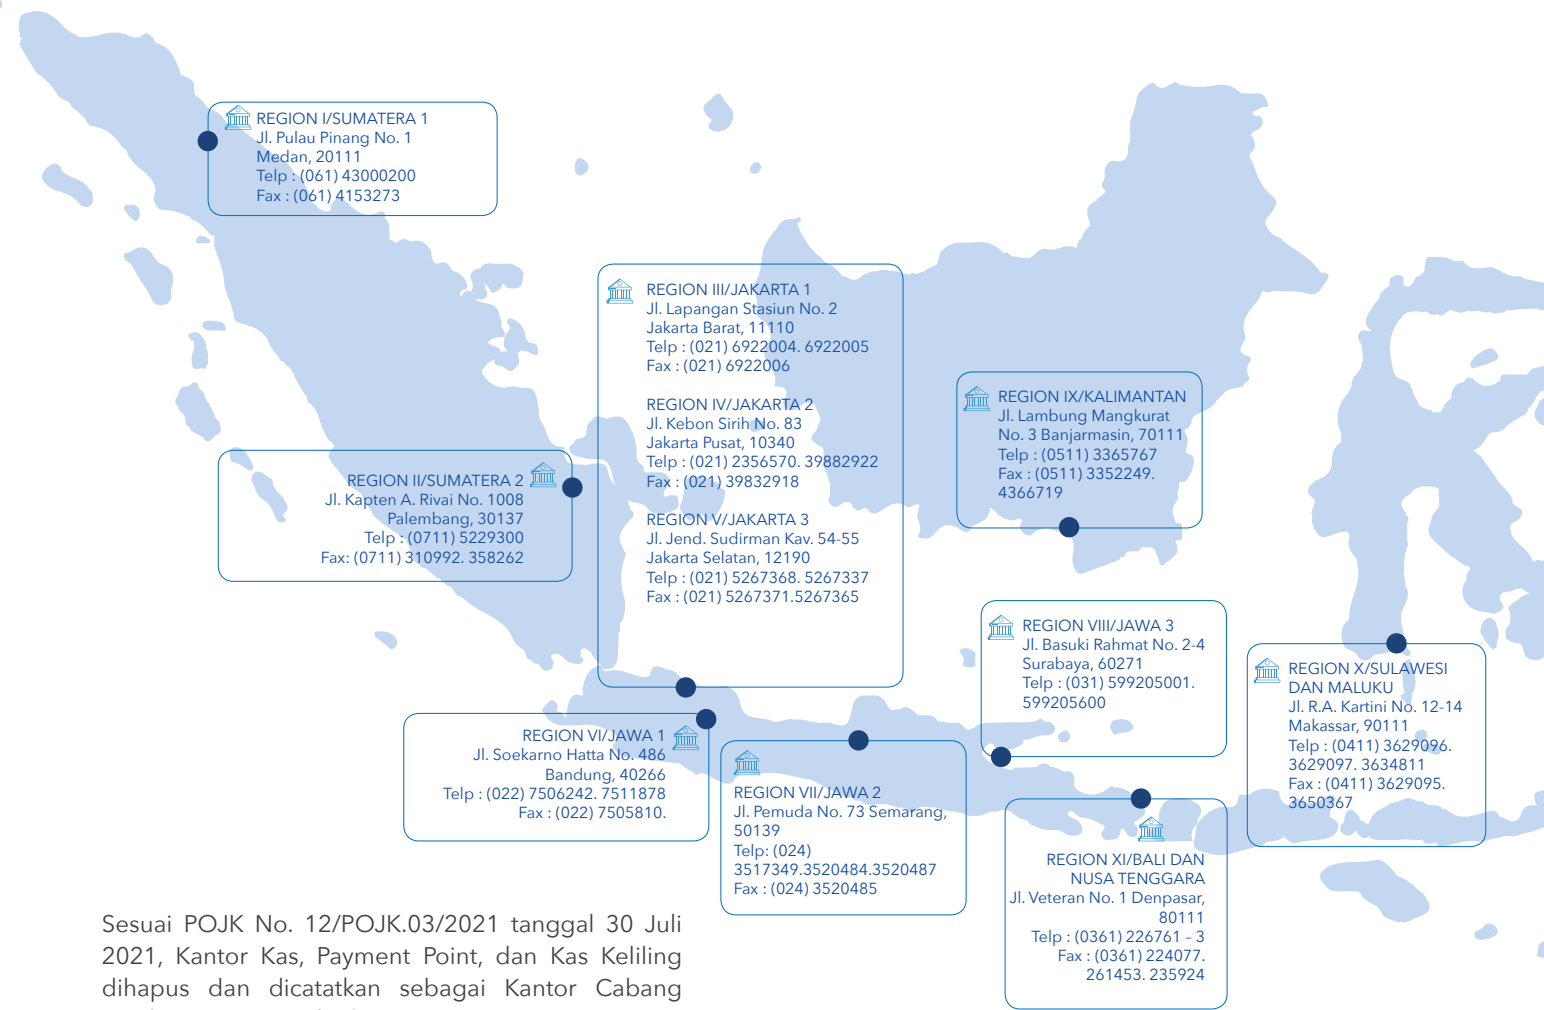 REGION I/SUMATERA 1
Jl. Pulau Pinang No. 1
Medan, 20111
Telp : (061) 43000200
Fax : (061) 4153273
REGION II/SUMATERA 2
Jl. Kapten A. Rivai No. 1008
Palembang, 30137
Telp : (0711) 5229300
Fax: (0711) 310992. 358262
REGION III/JAKARTA 1
Jl. Lapangan Stasiun No. 2
Jakarta Barat, 11110
Telp : (021) 6922004. 6922005
Fax : (021) 6922006
REGION IV/JAKARTA 2
Jl. Kebon Sirih No. 83
Jakarta Pusat, 10340
Telp : (021) 2356570. 39882922
Fax : (021) 39832918
REGION V/JAKARTA 3
Jl. Jend. Sudirman Kav. 54-55
Jakarta Selatan, 12190
Telp : (021) 5267368. 5267337
Fax : (021) 5267371.5267365
REGION VI/JAWA 1
Jl. Soekarno Hatta No. 486
Bandung, 40266
Telp : (022) 7506242. 7511878
Fax : (022) 7505810.
REGION VII/JAWA 2
Jl. Pemuda No. 73 Semarang,
50139
Telp: (024)
3517349.3520484.3520487
Fax : (024) 3520485
REGION VIII/JAWA 3
Jl. Basuki Rahmat No. 2-4
Surabaya, 60271
Telp : (031) 599205001.
599205600
REGION IX/KALIMANTAN
Jl. Lambung Mangkurat
No. 3 Banjarmasin, 70111
Telp : (0511) 3365767
Fax : (0511) 3352249.
4366719
REGION X/SULAWESI
DAN MALUKU
Jl. R.A. Kartini No. 12-14
Makassar, 90111
Telp : (0411) 3629096.
3629097. 3634811
Fax : (0411) 3629095.
3650367
REGION XI/BALI DAN
NUSA TENGGARA
Jl. Veteran No. 1 Denpasar,
80111
Telp : (0361) 226761 – 3
Fax : (0361) 224077.
261453. 235924
Sesuai POJK No. 12/POJK.03/2021 tanggal 30 Juli
2021, Kantor Kas, Payment Point, dan Kas Keliling
dihapus dan dicatatkan sebagai Kantor Cabang